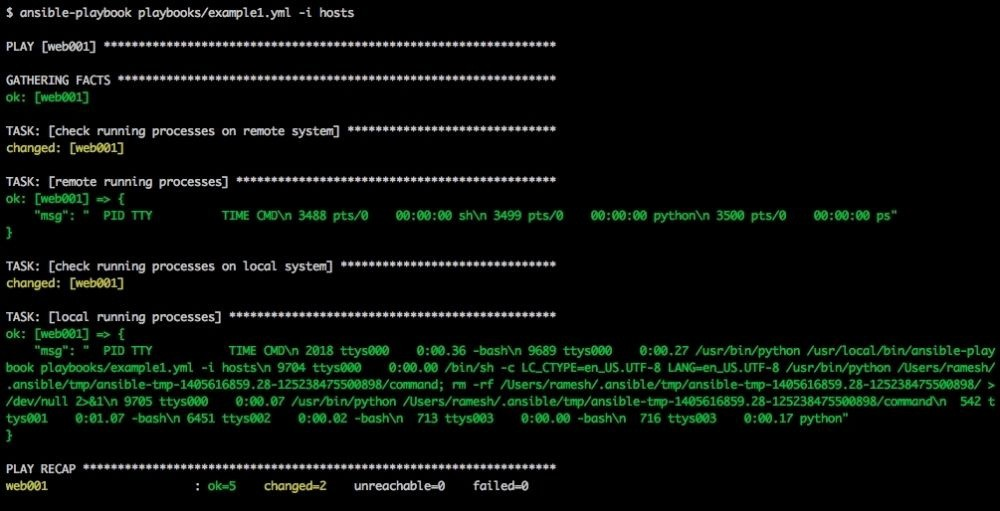 $ ansible-playbook playbooks/example1.yml -i hosts
PLAY [web001] *****************************************************************
GATHERING FACTS ***************************************************************
ok: [web001]
TASK: [check running processes on remote system] ******************************
changed: [web001]
TASK: [remote running processes] **********************************************
ok: [web001] => {
    "msg": "  PID TTY          TIME CMD\n 3488 pts/0    00:00:00 sh\n 3499 pts/0    00:00:00 python\n 3500 pts/0    00:00:00 ps"
}
TASK: [check running processes on local system] *******************************
changed: [web001]
TASK: [local running processes] ***********************************************
ok: [web001] => {
    "msg": "  PID TTY           TIME CMD\n 2018 ttys000    0:00.36 -bash\n 9689 ttys000    0:00.27 /usr/bin/python /usr/local/bin/ansible-play
book playbooks/example1.yml -i hosts\n 9704 ttys000    0:00.00 /bin/sh -c LC_CTYPE=en_US.UTF-8 LANG=en_US.UTF-8 /usr/bin/python /Users/ramesh/
.ansible/tmp/ansible-tmp-1405616859.28-125238475500898/command; rm -rf /Users/ramesh/.ansible/tmp/ansible-tmp-1405616859.28-125238475500898/ >
/dev/null 2>&1\n 9705 ttys000    0:00.07 /usr/bin/python /Users/ramesh/.ansible/tmp/ansible-tmp-1405616859.28-125238475500898/command\n  542 t
tys001    0:01.07 -bash\n 6451 ttys002    0:00.02 -bash\n  713 ttys003    0:00.00 -bash\n  716 ttys003    0:00.17 python"
}
PLAY RECAP ********************************************************************
web001                     : ok=5    changed=2    unreachable=0    failed=0